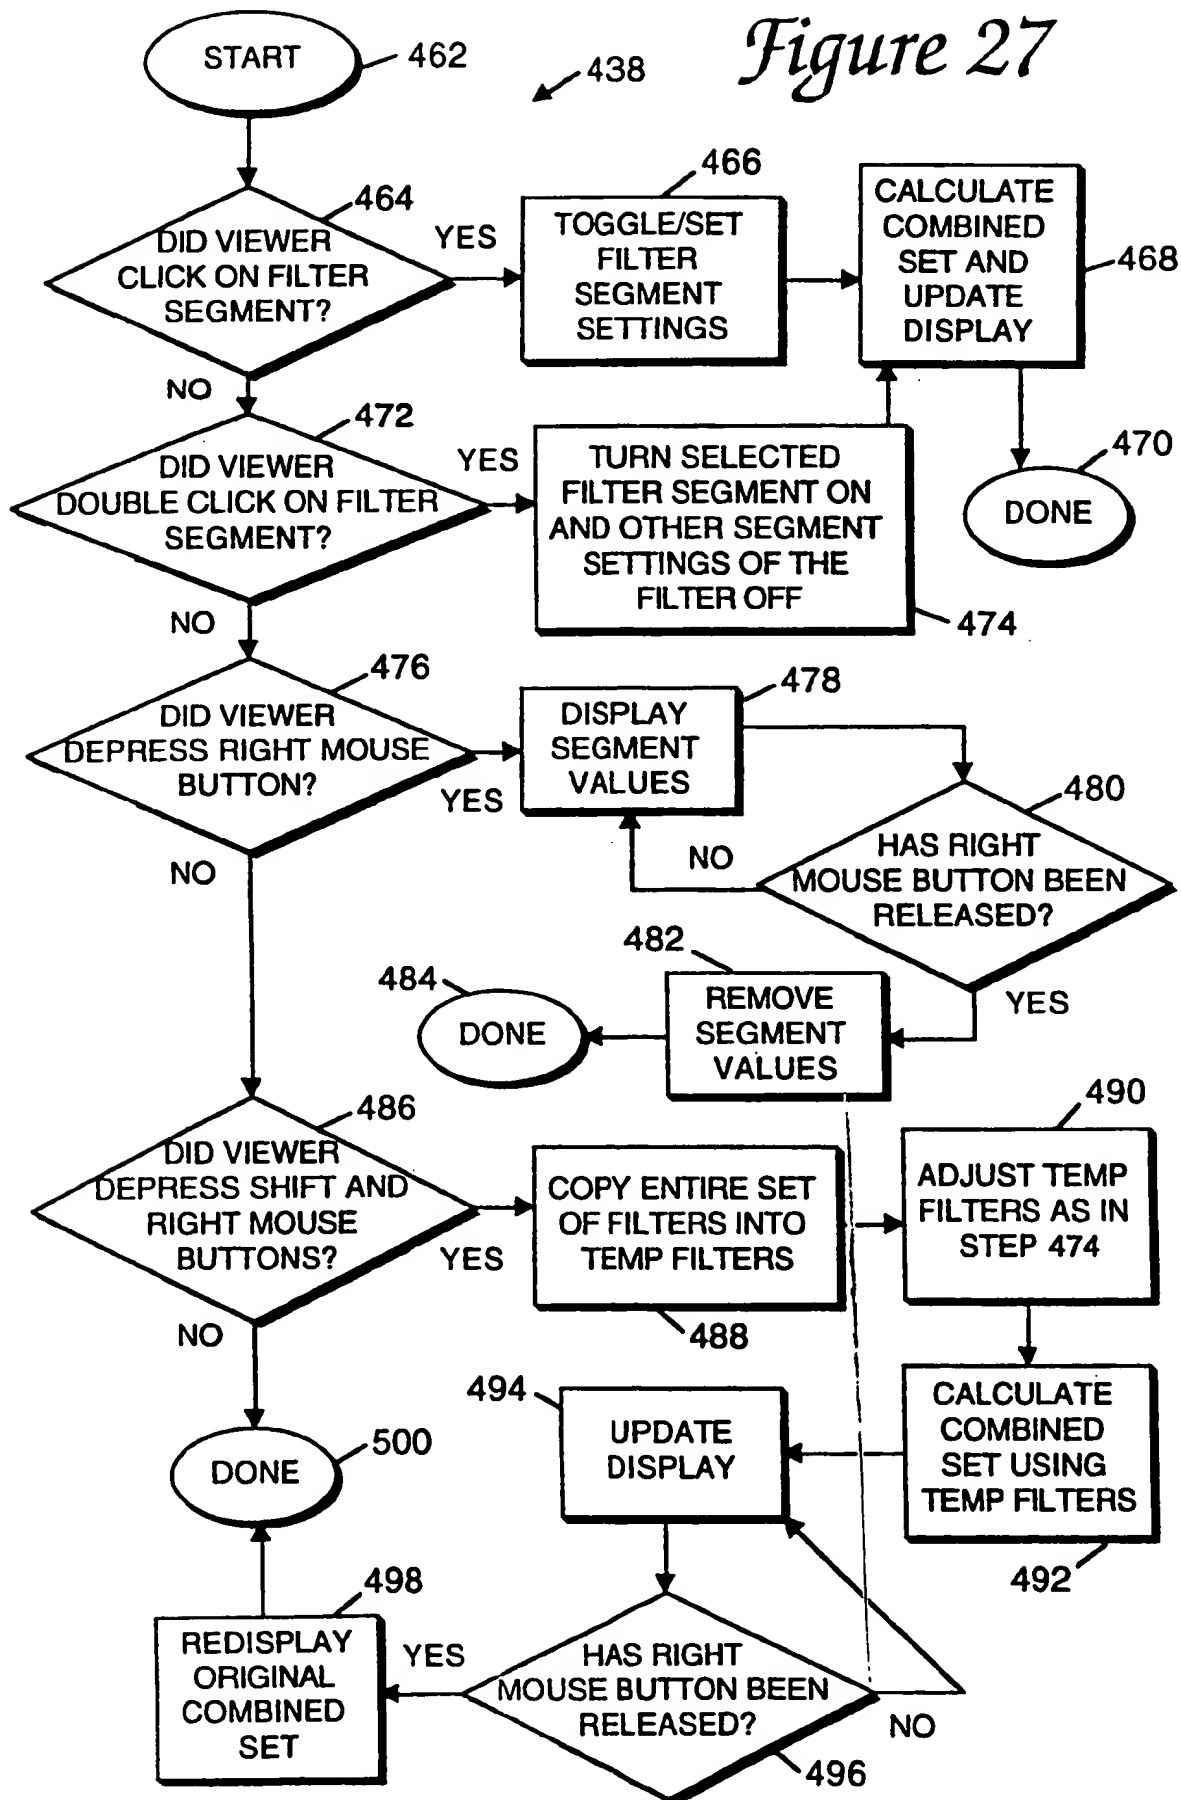 Figure 27
438
START
462
464
DID VIEWER
CLICK ON FILTER
SEGMENT?
YES
NO
466
TOGGLE/SET
FILTER
SEGMENT
SETTINGS
CALCULATE
COMBINED
SET AND
UPDATE
DISPLAY
468
470
DONE
472
DID VIEWER
DOUBLE CLICK ON FILTER
SEGMENT?
YES
NO
TURN SELECTED
FILTER SEGMENT ON
AND OTHER SEGMENT
SETTINGS OF THE
FILTER OFF
474
476
DID VIEWER
DEPRESS RIGHT MOUSE
BUTTON?
YES
NO
478
DISPLAY
SEGMENT
VALUES
480
HAS RIGHT
MOUSE BUTTON BEEN
RELEASED?
NO
YES
482
REMOVE
SEGMENT
VALUES
484
DONE
486
DID VIEWER
DEPRESS SHIFT AND
RIGHT MOUSE
BUTTONS?
YES
NO
COPY ENTIRE SET
OF FILTERS INTO
TEMP FILTERS
488
490
ADJUST TEMP
FILTERS AS IN
STEP 474
CALCULATE
COMBINED
SET USING
TEMP FILTERS
492
494
UPDATE
DISPLAY
HAS RIGHT
MOUSE BUTTON BEEN
RELEASED?
496
NO
YES
498
REDISPLAY
ORIGINAL
COMBINED
SET
500
DONE